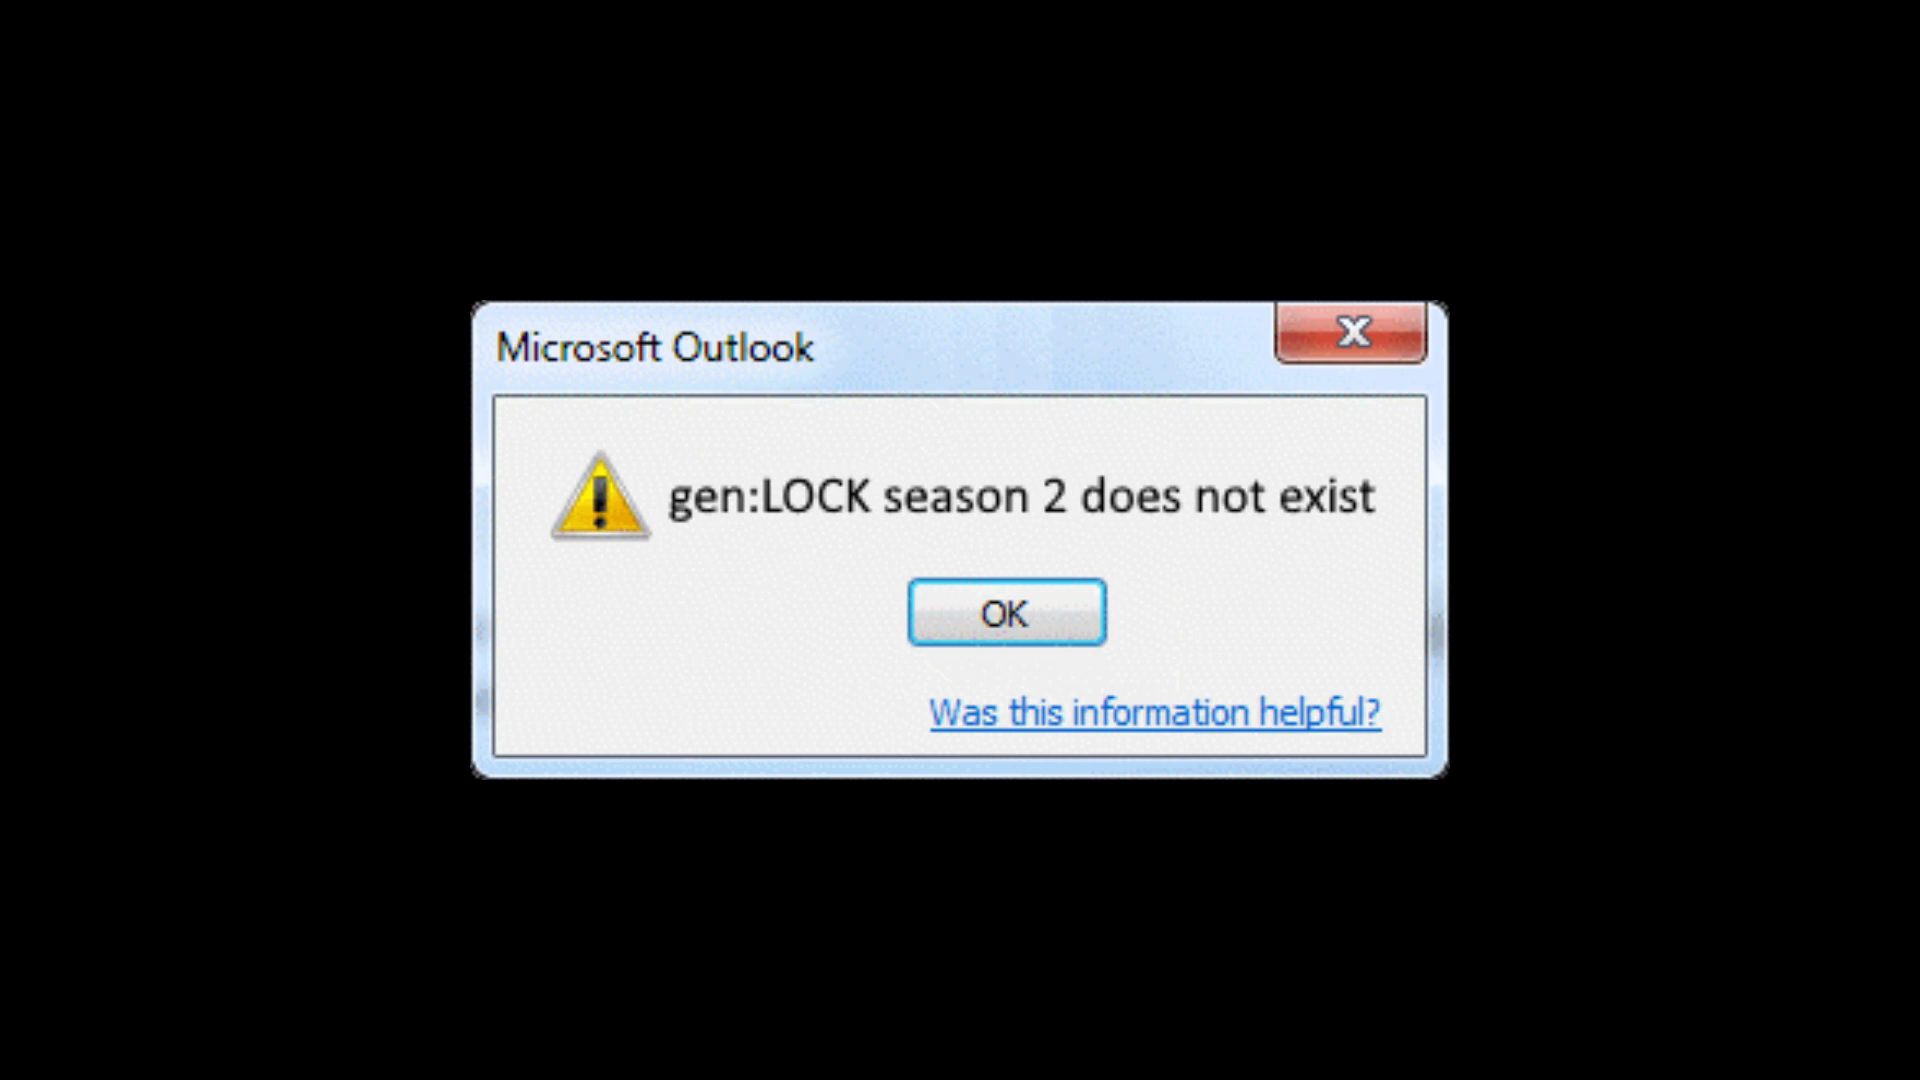 Microsoft Outlook
gen:LOCK season 2 does not exist
OK
Was this information helpful?